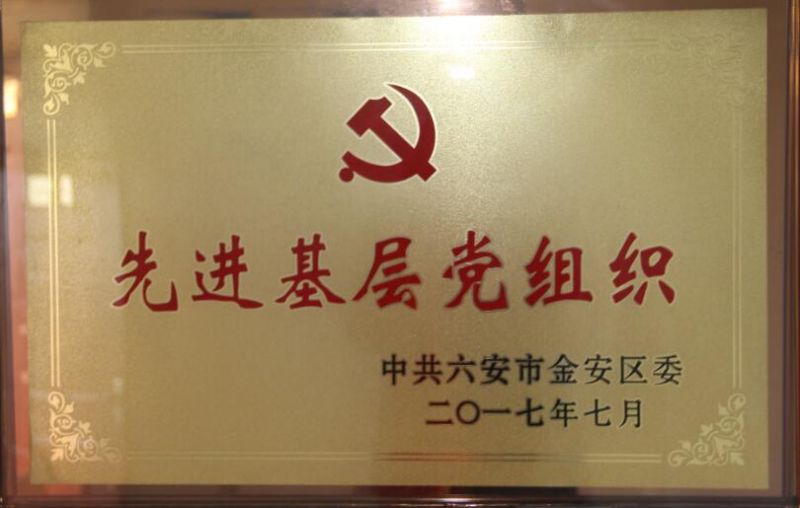 先进基层党组织
中共六安市金安区委
二〇一七年七月